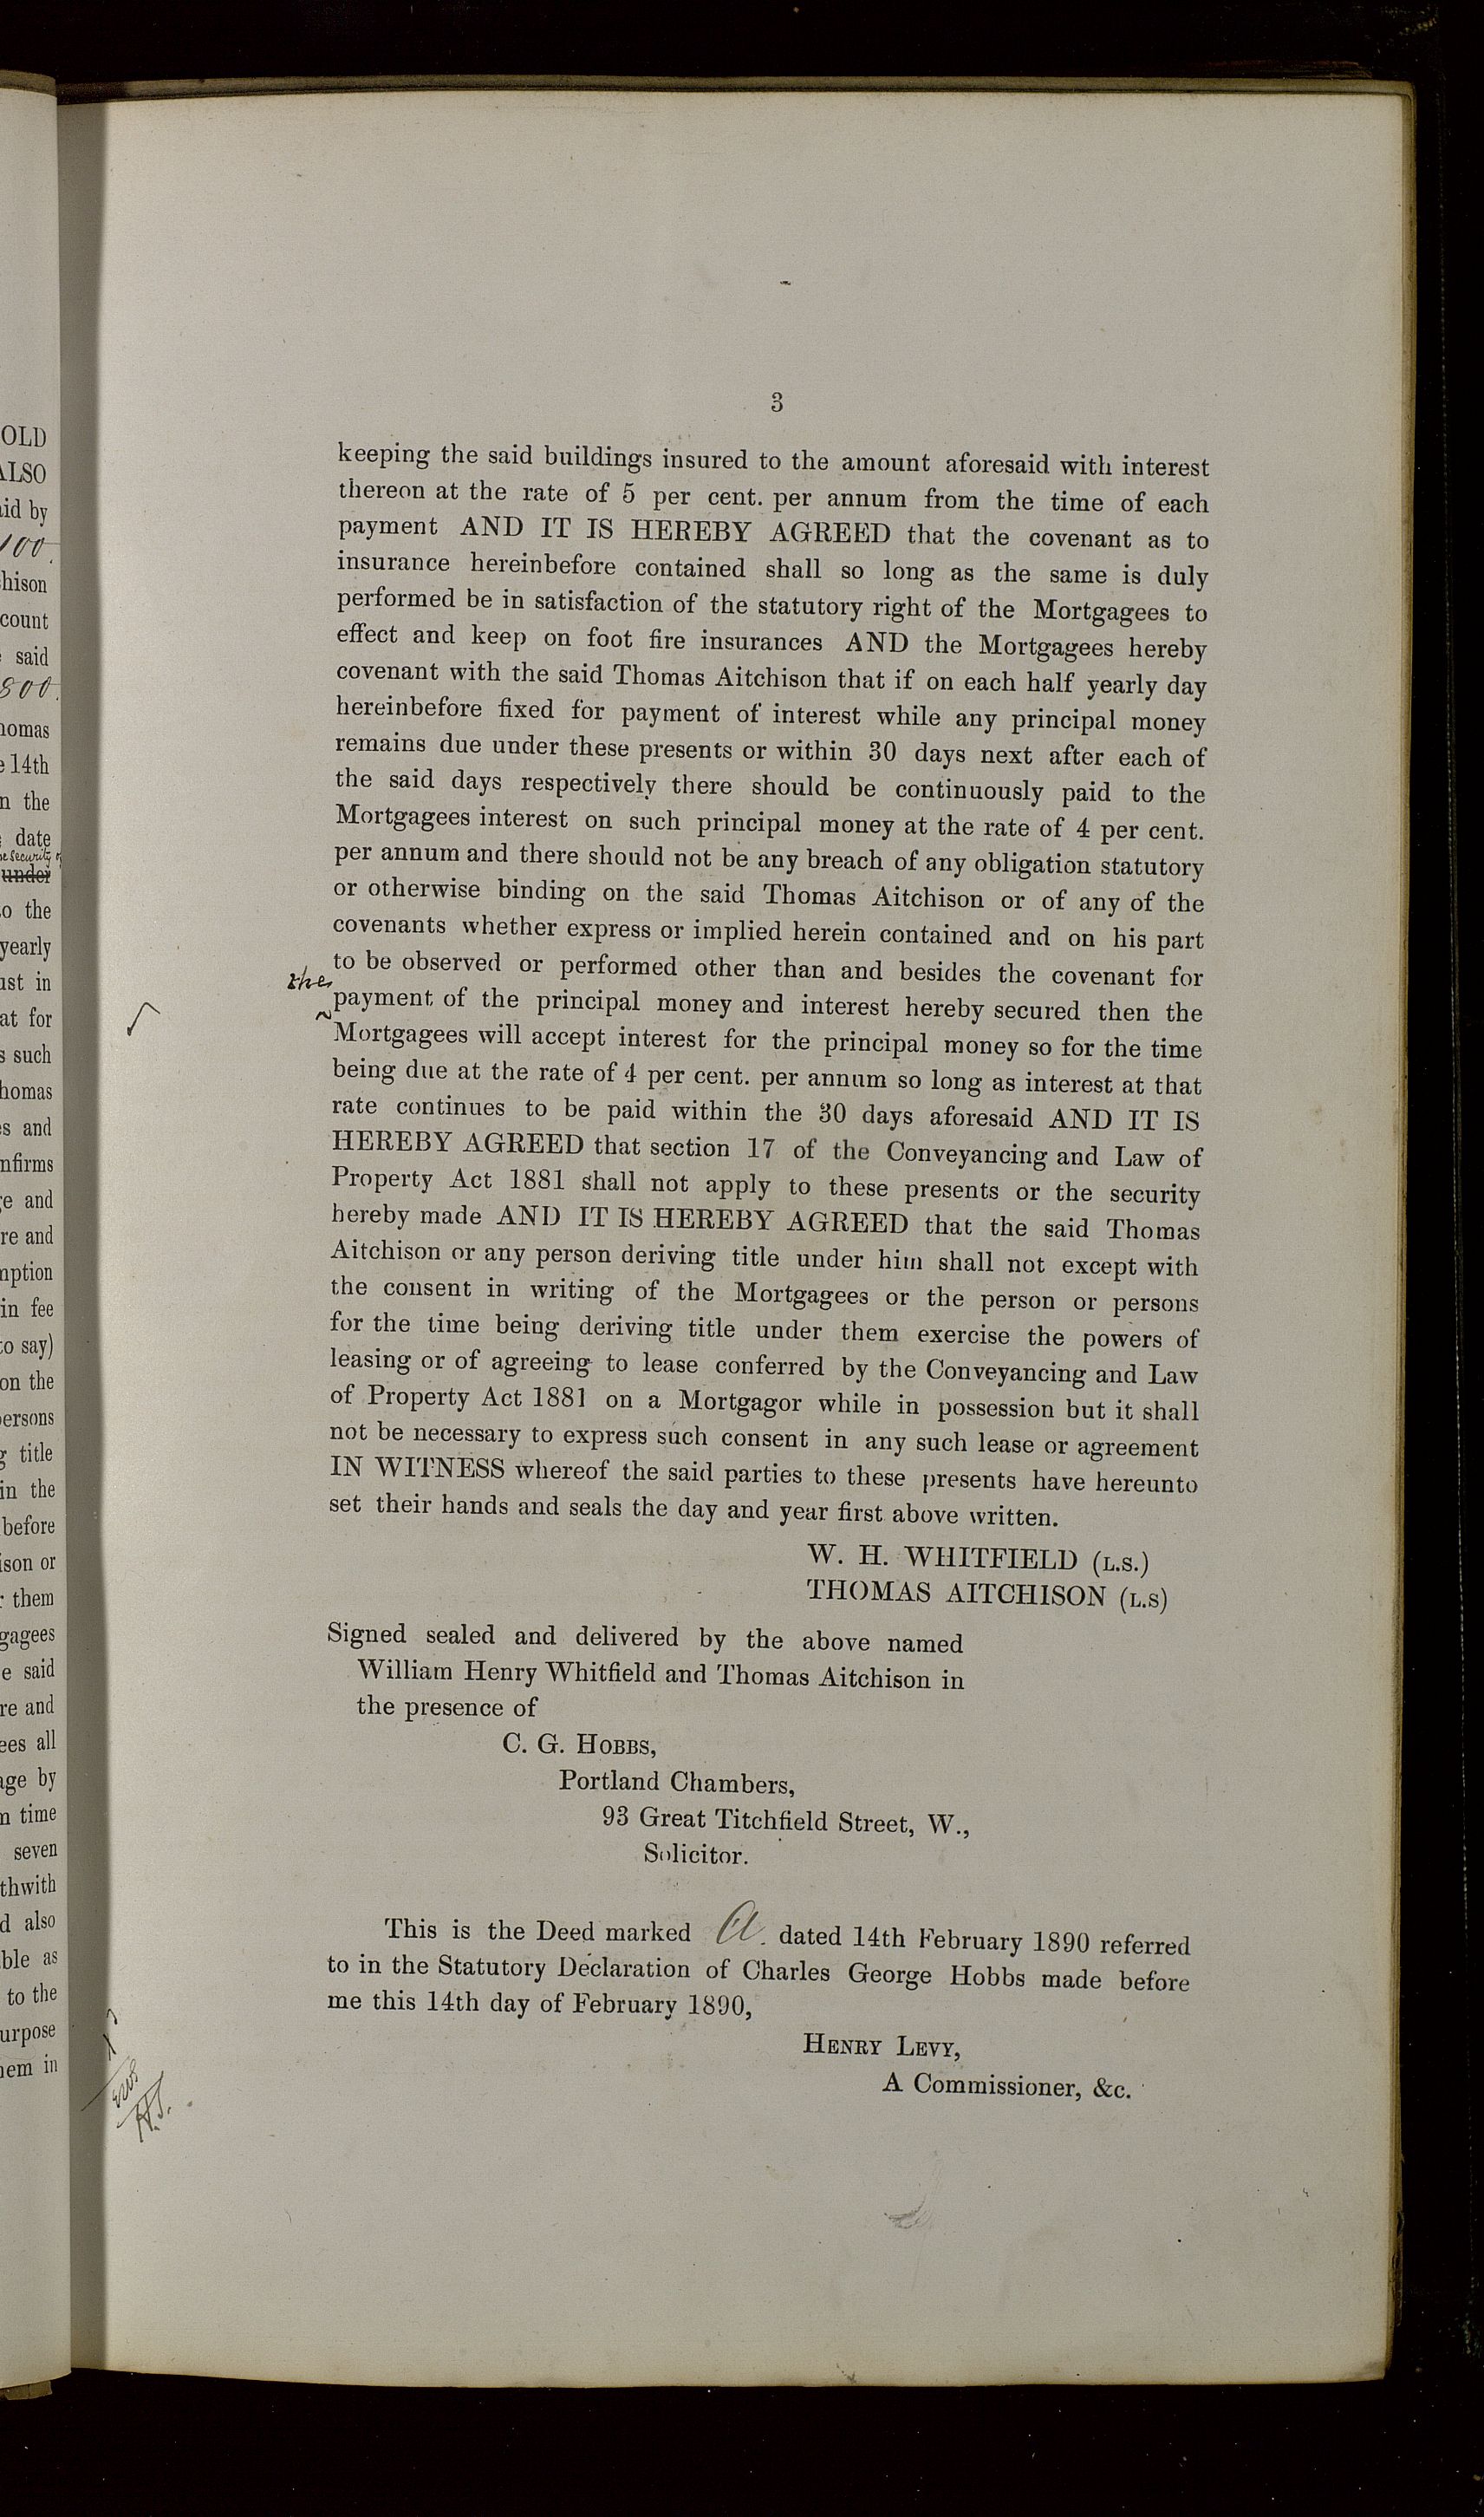 3
keeping the said buildings insured to the amount aforesaid with interest
thereon at the rate of 5 per cent. per annum from the time of each
payment AND IT IS HEREBY AGREED that the covenant as to
insurance hereinbefore contained shall so long as the same is duly
performed be in satisfaction of the statutory right of the Mortgagees to
effect and keep on foot fire insurances AND the Mortgagees hereby
covenant with the said Thomas Aitchison that if on each half yearly day
hereinbefore fixed for payment of interest while any principal money
remains due under these presents or within 30 days next after each of
the said days respectively there should be continuously paid to the
Mortgagees interest on such principal money at the rate of 4 per cent.
per annum and there should not be any breach of any obligation statutory
or otherwise binding on the said Thomas Aitchison or of any of the
covenants whether express or implied herein contained and on his part
to be observed or performed other than and besides the covenant for
the
payment of the principal money and interest hereby secured then the
Mortgagees will accept interest for the principal money so for the time
being due at the rate of 4 per cent. per annum so long as interest at that
rate continues to be paid within the 30 days aforesaid AND IT IS
HEREBY AGREED that section 17 of the Conveyancing and Law of
Property Act 1881 shall not apply to these presents or the security
hereby made AND IT IS HEREBY AGREED that the said Thomas
Aitchison or any person deriving title under him shall not except with
the consent in writing of the Mortgagees or the person or persons
for the time being deriving title under them exercise the powers of
leasing or of agreeing to lease conferred by the Conveyancing and Law
of Property Act 1881 on a Mortgagor while in possession but it shall
not be necessary to express such consent in any such lease or agreement
IN WITNESS whereof the said parties to these presents have hereunto
set their hands and seals the day and year first above written.
W. H. WHITFIELD (L.S.)
THOMAS AITCHISON (L.S)
Signed sealed and delivered by the above named
William Henry Whitfield and Thomas Aitchison in
the presence of
C. G. HOBBS,
Portland Chambers,
93 Great Titchfield Street, W.,
Solicitor.
This is the Deed marked A. dated 14th February 1890 referred
to in the Statutory Declaration of Charles George Hobbs made before
me this 14th day of February 1890,
HENRY LEVY,
A Commissioner, &c.